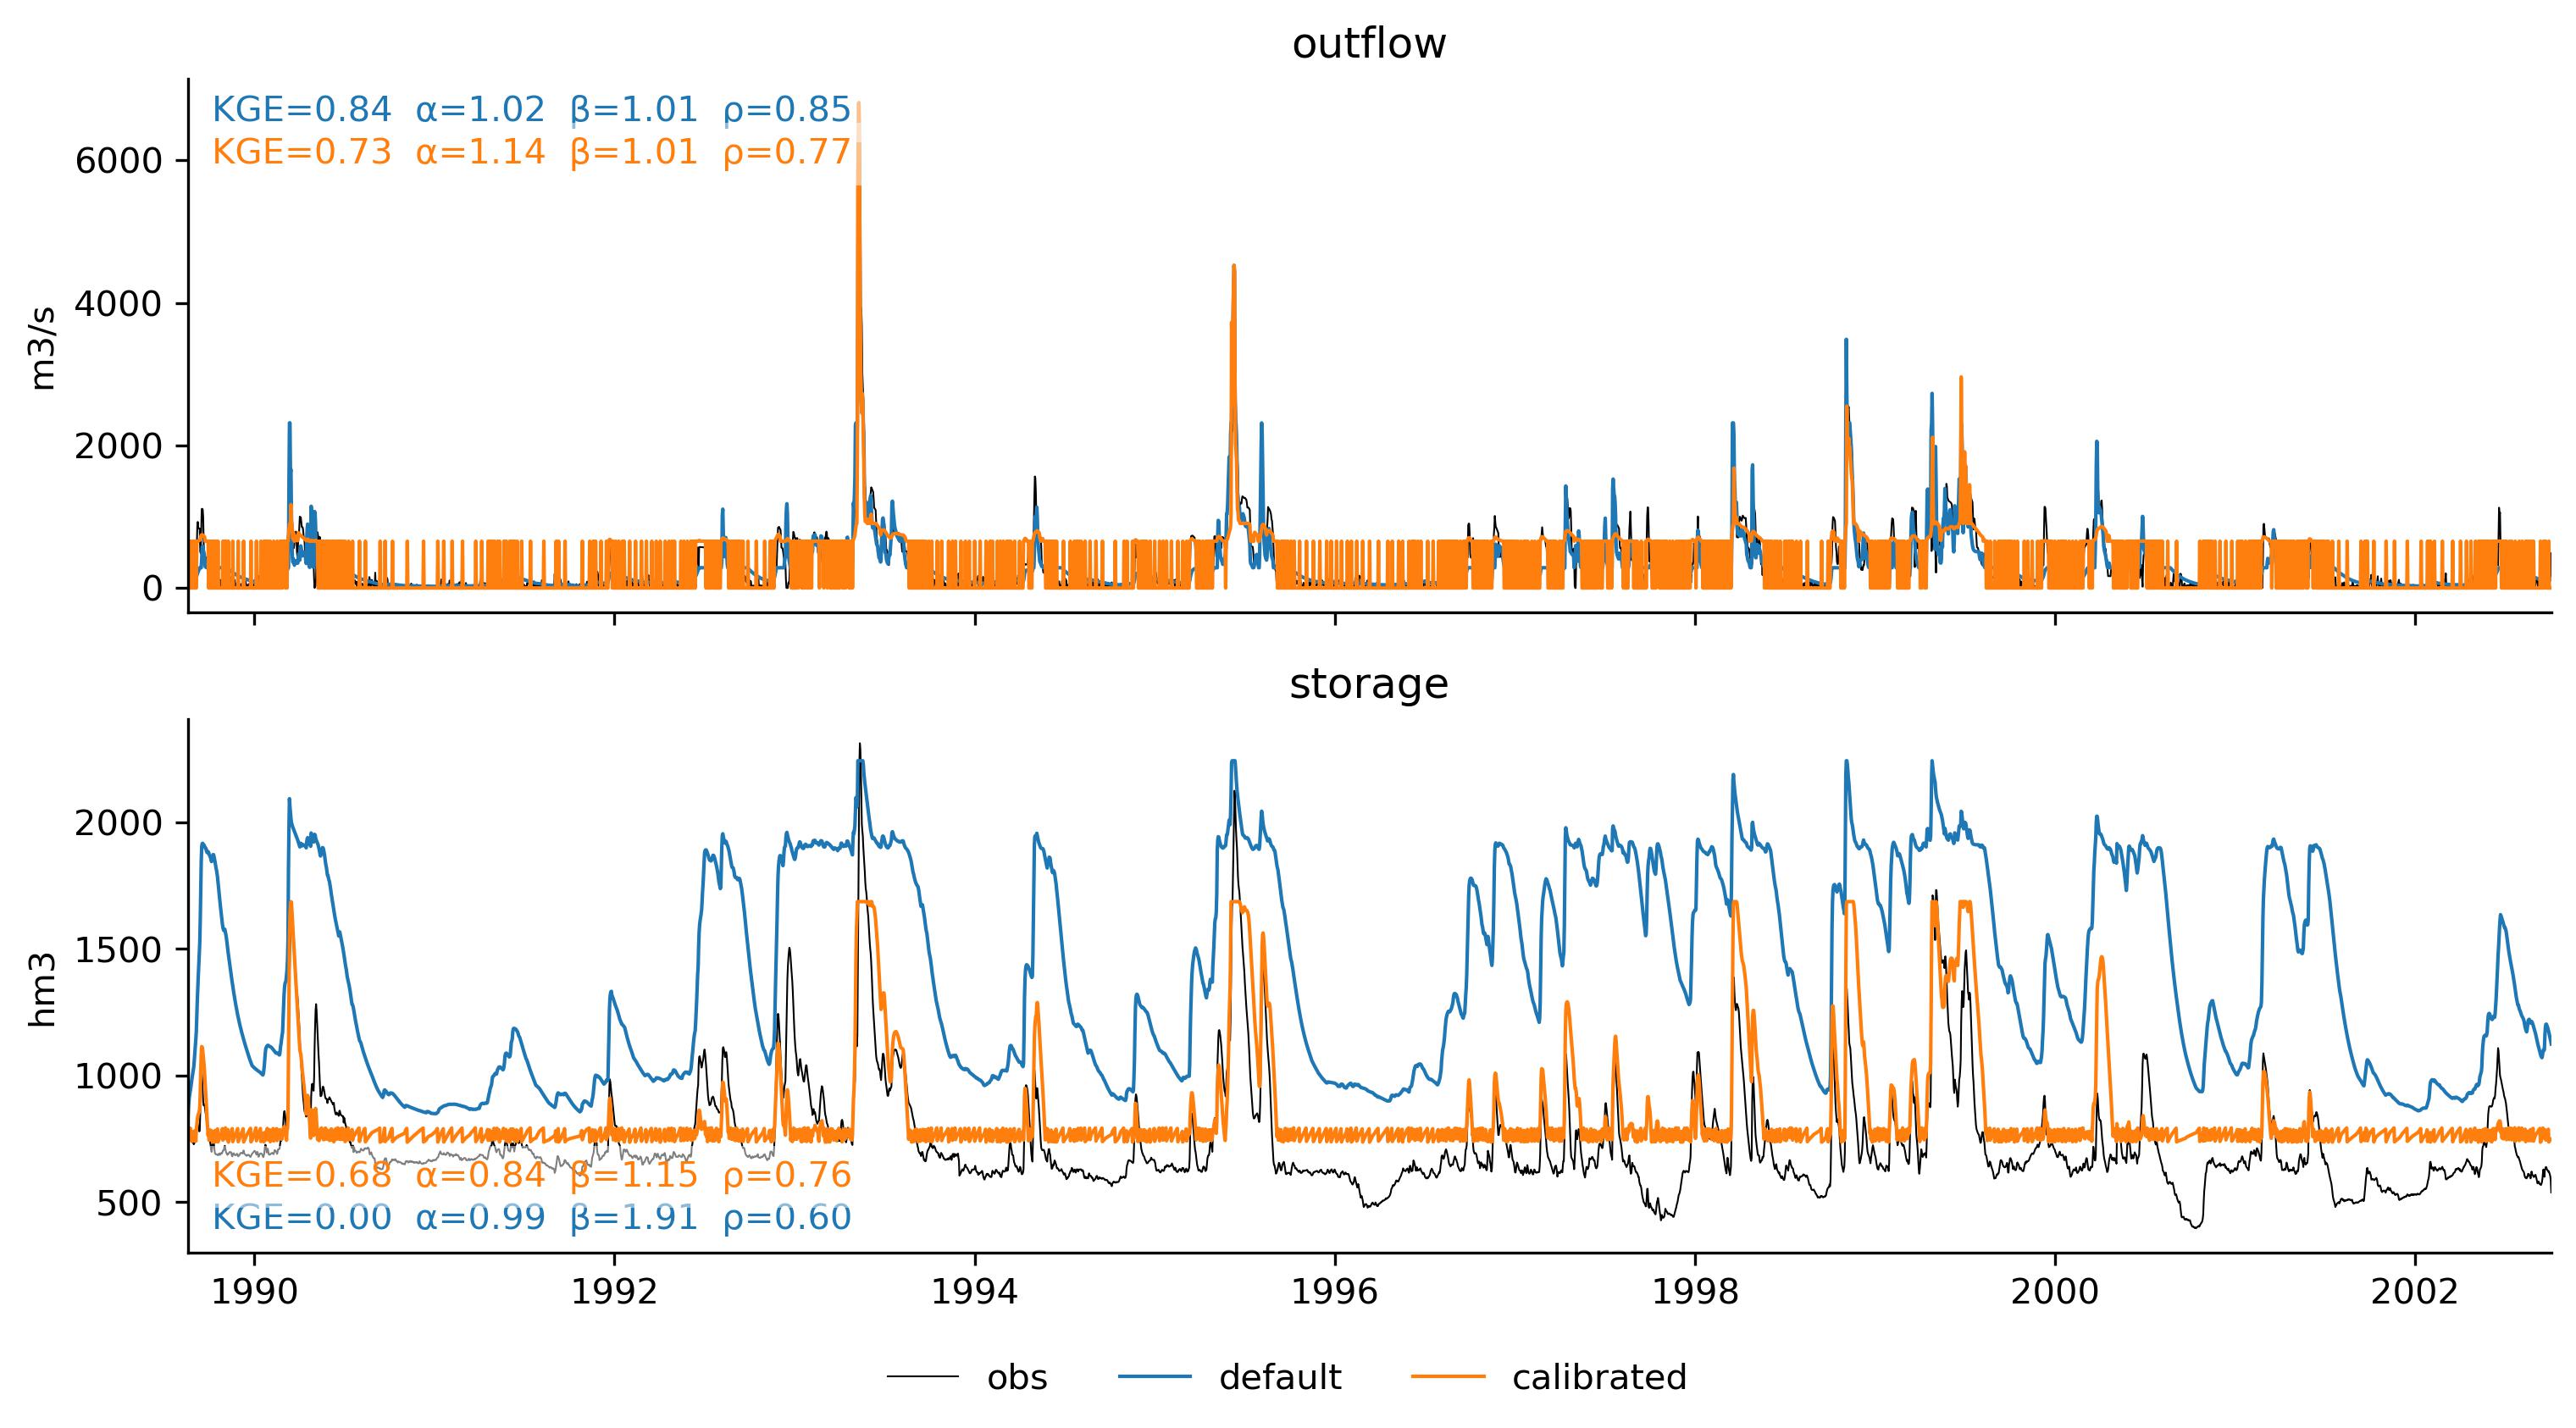 outflow
KGE=0.84 α=1.02 β=1.01 ρ=0.85
KGE=0.73 α=1.14 β=1.01 ρ=0.77
6000
4000
2000
0
m3/s
storage
2000
1500
1000
500
hm3
KGE=0.68 α=0.84 β=1.15 ρ=0.76
KGE=0.00 α=0.99 β=1.91 ρ=0.60
1990 1992 1994 1996 1998 2000 2002
obs default calibrated